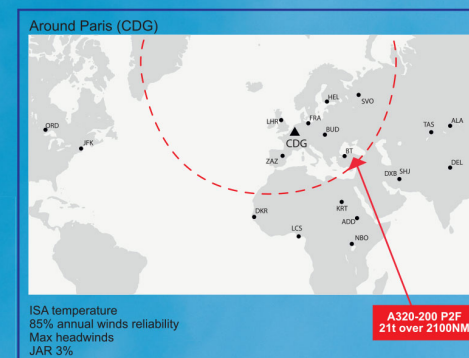 Around Paris (CDG)
HEL
SVO
LHR
FRA
ORD
TAS
ALA
BUD
JFK
CDG
BT
ZAZ
DEL
DXB SHJ
DKR
KRT
ADD
LCS
NBO
ISA temperature
85% annual winds reliability
Max headwinds
JAR 3%
A320-200 P2F
21t over 2100NM